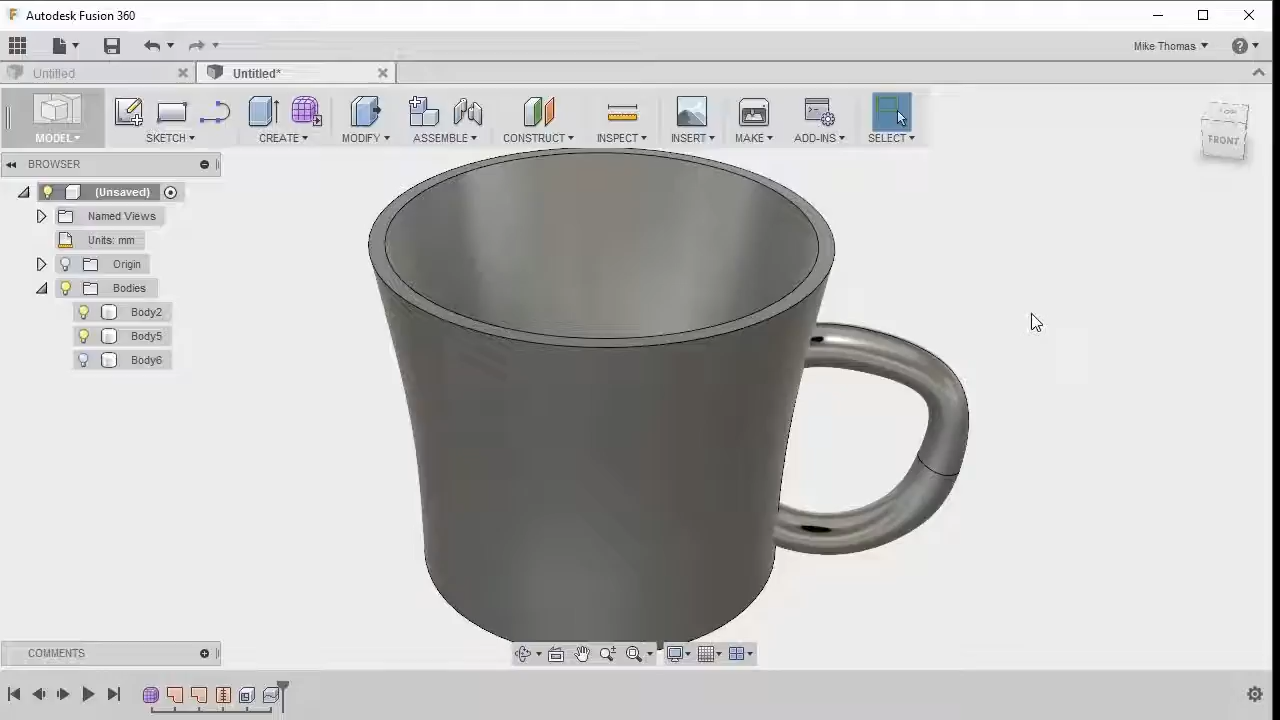 Autodesk Fusion 360
Mike Thomas
Untitled
Untitled*
MODEL
SKETCH
CREATE
MODIFY
ASSEMBLE
CONSTRUCT
INSPECT
INSERT
MAKE
ADD-INS
SELECT
FRONT
BROWSER
(Unsaved)
Named Views
Units: mm
Origin
Bodies
Body2
Body5
Body6
COMMENTS